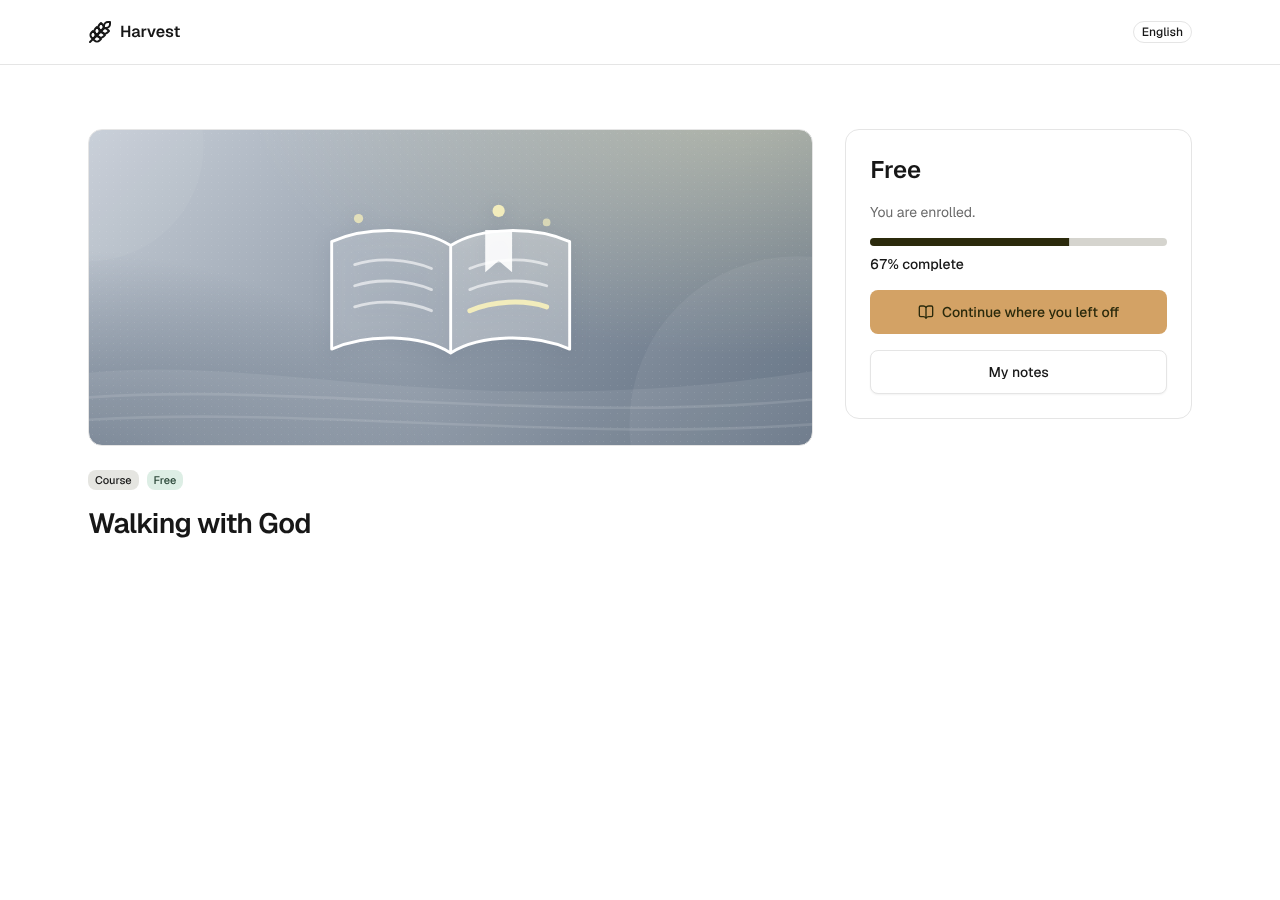 Harvest
English
Free
You are enrolled.
67% complete
Continue where you left off
My notes
Course
Free
Walking with God